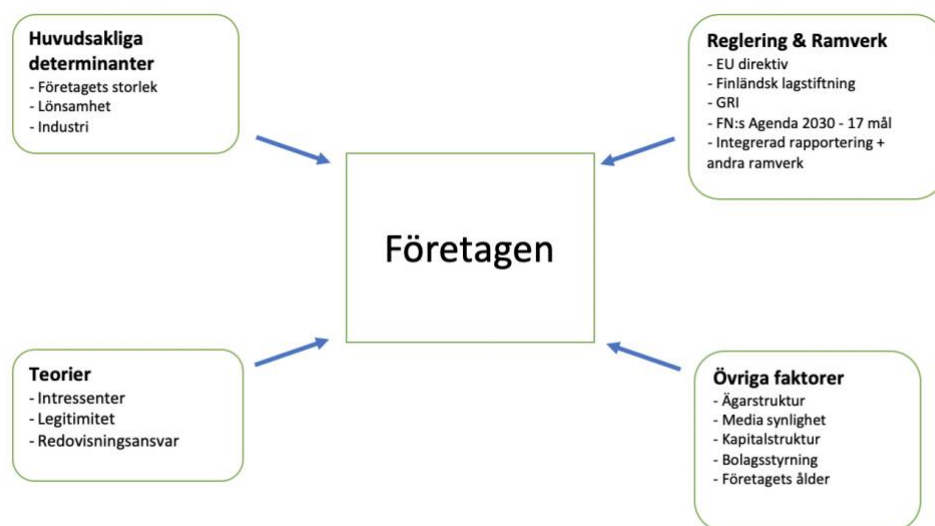 Huvudsakliga
determinanter
- Företagets storlek
- Lönsamhet
- Industri
Reglering & Ramverk
- EU direktiv
- Finländsk lagstiftning
- GRI
- FN:s Agenda 2030 - 17 mål
- Integrerad rapportering +
andra ramverk
Företagen
Teorier
- Intressenter
- Legitimitet
- Redovisningsansvar
Övriga faktorer
- Ägarstruktur
- Media synlighet
- Kapitalstruktur
- Bolagsstyrning
- Företagets ålder